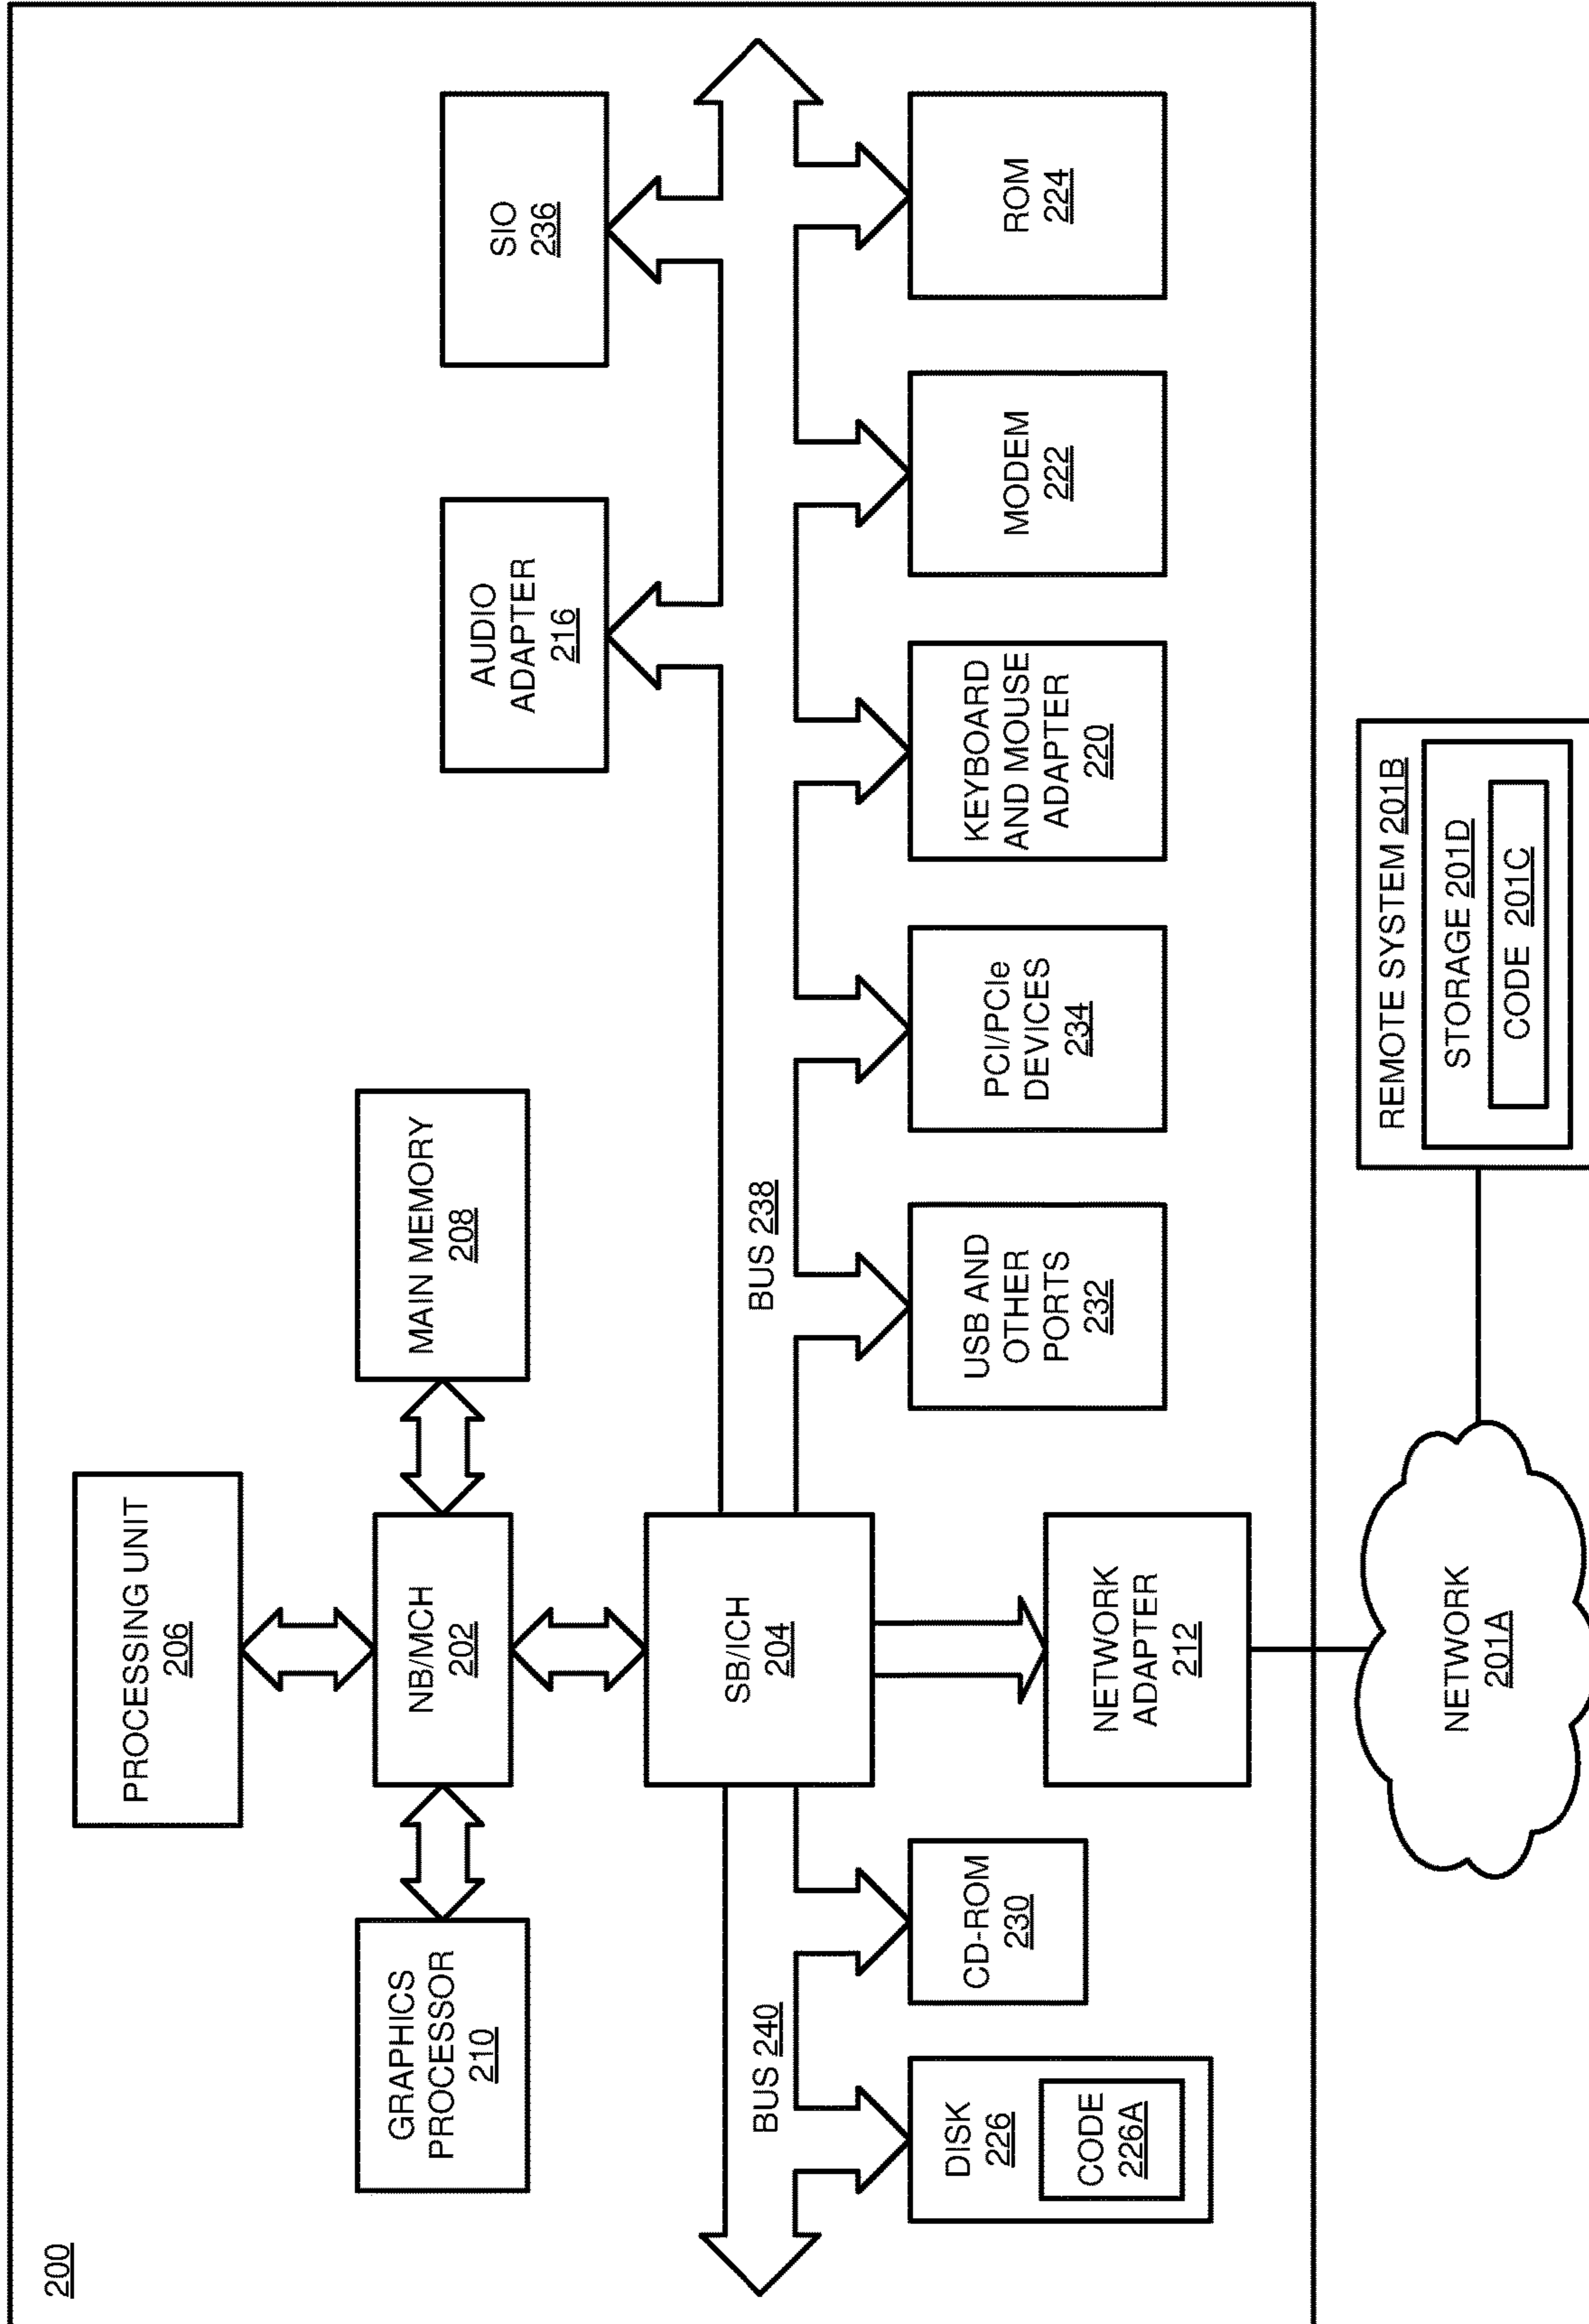 200
PROCESSING UNIT
206
GRAPHICS
PROCESSOR
210
NB/MCH
202
MAIN MEMORY
208
AUDIO
ADAPTER
216
SIO
236
SB/ICH
204
BUS 240
BUS 238
DISK
226
CODE
226A
CD-ROM
230
USB AND
OTHER
PORTS
232
PCI/PCIe
DEVICES
234
KEYBOARD
AND MOUSE
ADAPTER
220
MODEM
222
ROM
224
NETWORK
ADAPTER
212
NETWORK
201A
REMOTE SYSTEM 201B
STORAGE 201D
CODE 201C